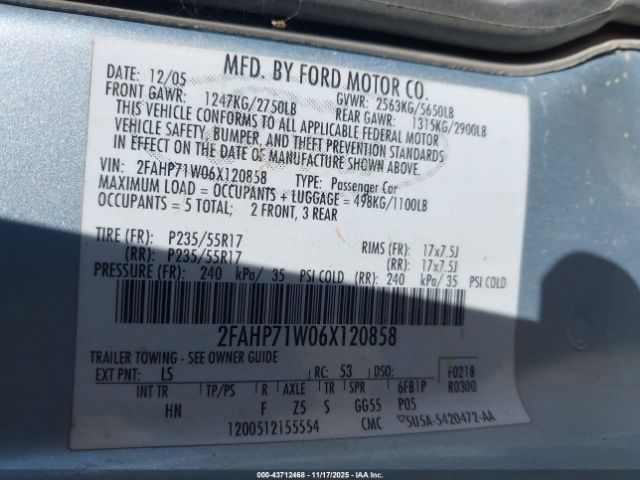 MFD. BY FORD MOTOR CO.
DATE: 12/05 GVWR: 2563KG/5650LB
FRONT GAWR: 1247KG/2750LB REAR GAWR: 1315KG/2900LB
THIS VEHICLE CONFORMS TO ALL APPLICABLE FEDERAL MOTOR
VEHICLE SAFETY, BUMPER, AND THEFT PREVENTION STANDARDS
IN EFFECT ON THE DATE OF MANUFACTURE SHOWN ABOVE.
VIN: 2FAHP71W06X120858 TYPE: Passenger Car
MAXIMUM LOAD = OCCUPANTS + LUGGAGE = 498KG/1100LB
OCCUPANTS = 5 TOTAL; 2 FRONT, 3 REAR
TIRE (FR): P235/55R17 RIMS (FR): 17x7.5J
(RR): P235/55R17 (RR): 17x7.5J
PRESSURE (FR): 240 kPa/ 35 PSI COLD (RR): 240 kPa/ 35 PSI COLD
2FAHP71W06X120858
TRAILER TOWING - SEE OWNER GUIDE
EXT PNT: LS RC: 53 DSO: F0218
INT TR TP/PS R AXLE TR SPR 6FB1P R0300
HN F Z5 S GG55 P05
1200512155554 CMC 5U5A-5420472-AA
000-43712468 - 11/17/2025 - IAAI.COM